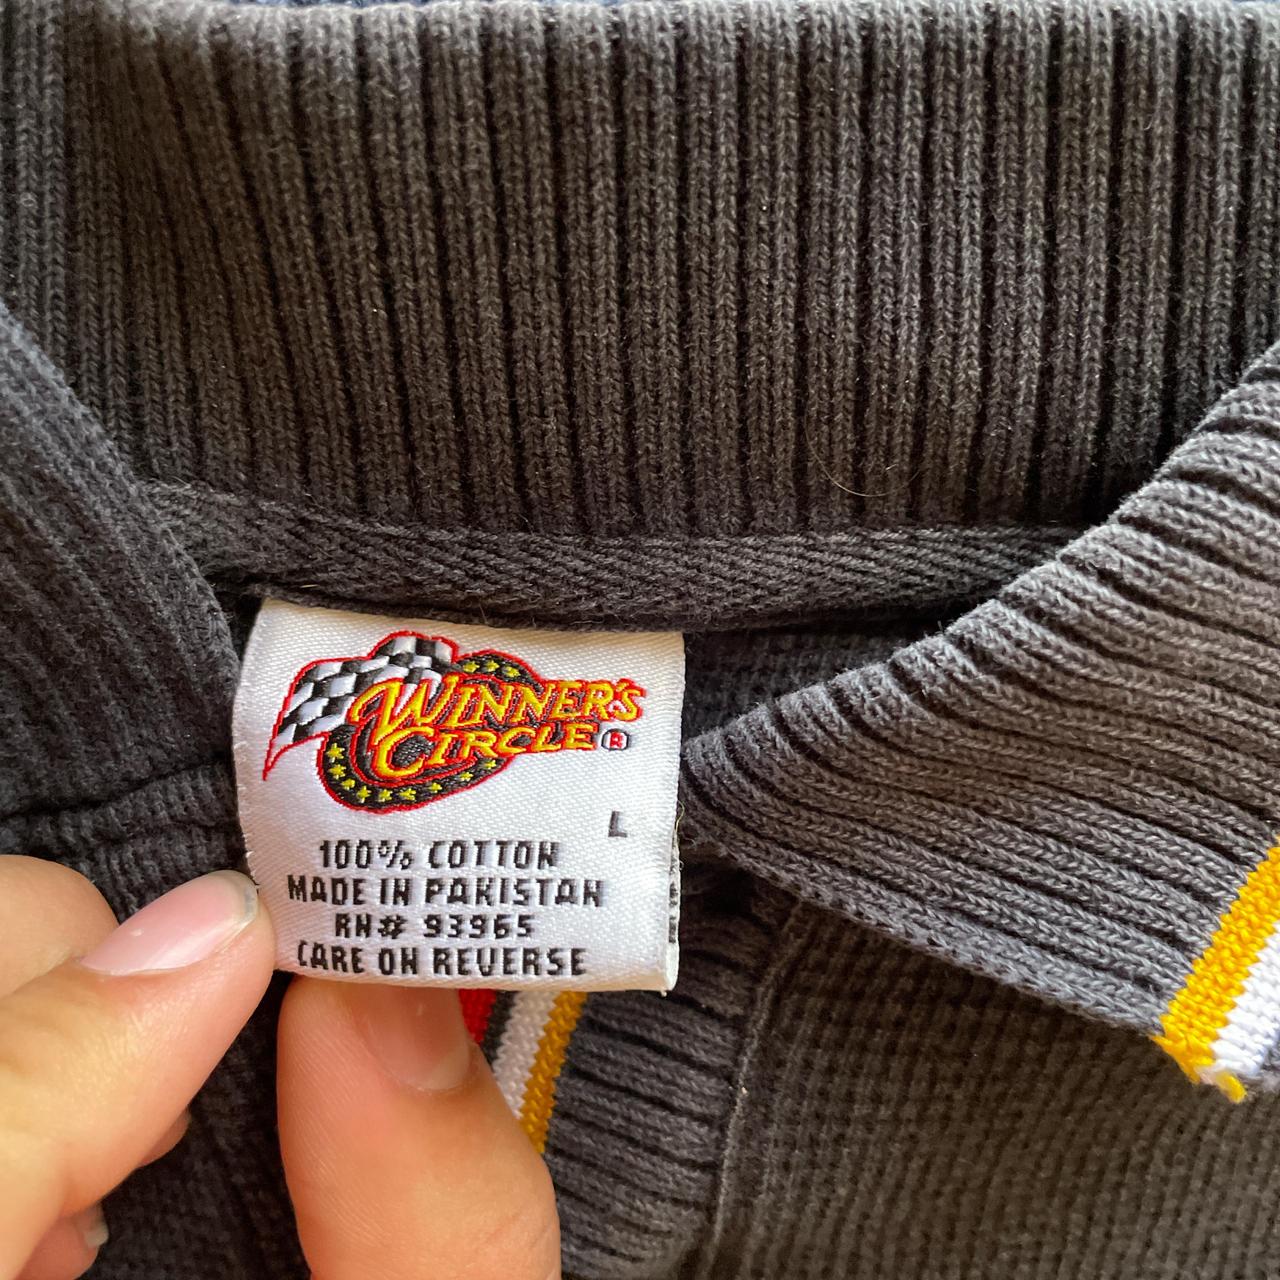 WINNER'S
CIRCLE®
L
100% COTTON
MADE IN PAKISTAN
RN# 93965
CARE ON REVERSE